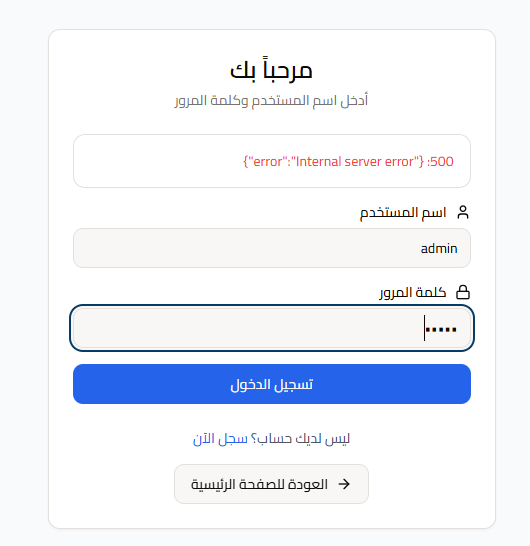 مرحباً بك
أدخل اسم المستخدم وكلمة المرور
500: {"error":"Internal server error"}
اسم المستخدم
admin
كلمة المرور
•••••
تسجيل الدخول
ليس لديك حساب؟ سجل الآن
العودة للصفحة الرئيسية